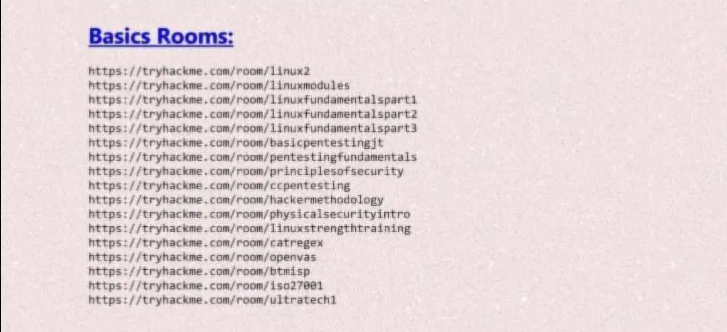 Basics Rooms:
https://tryhackme.com/room/linux2
https://tryhackme.com/room/linuxmodules
https://tryhackme.com/room/linuxfundamentalspart1
https://tryhackme.com/room/linuxfundamentalspart2
https://tryhackme.com/room/linuxfundamentalspart3
https://tryhackme.com/room/basicpentestingjt
https://tryhackme.com/room/pentestingfundamentals
https://tryhackme.com/room/principlesofsecurity
https://tryhackme.com/room/ccpentesting
https://tryhackme.com/room/hackermethodology
https://tryhackme.com/room/physicalsecurityintro
https://tryhackme.com/room/linuxstrengthtraining
https://tryhackme.com/room/catregex
https://tryhackme.com/room/openvas
https://tryhackme.com/room/btmisp
https://tryhackme.com/room/iso27001
https://tryhackme.com/room/ultratech1